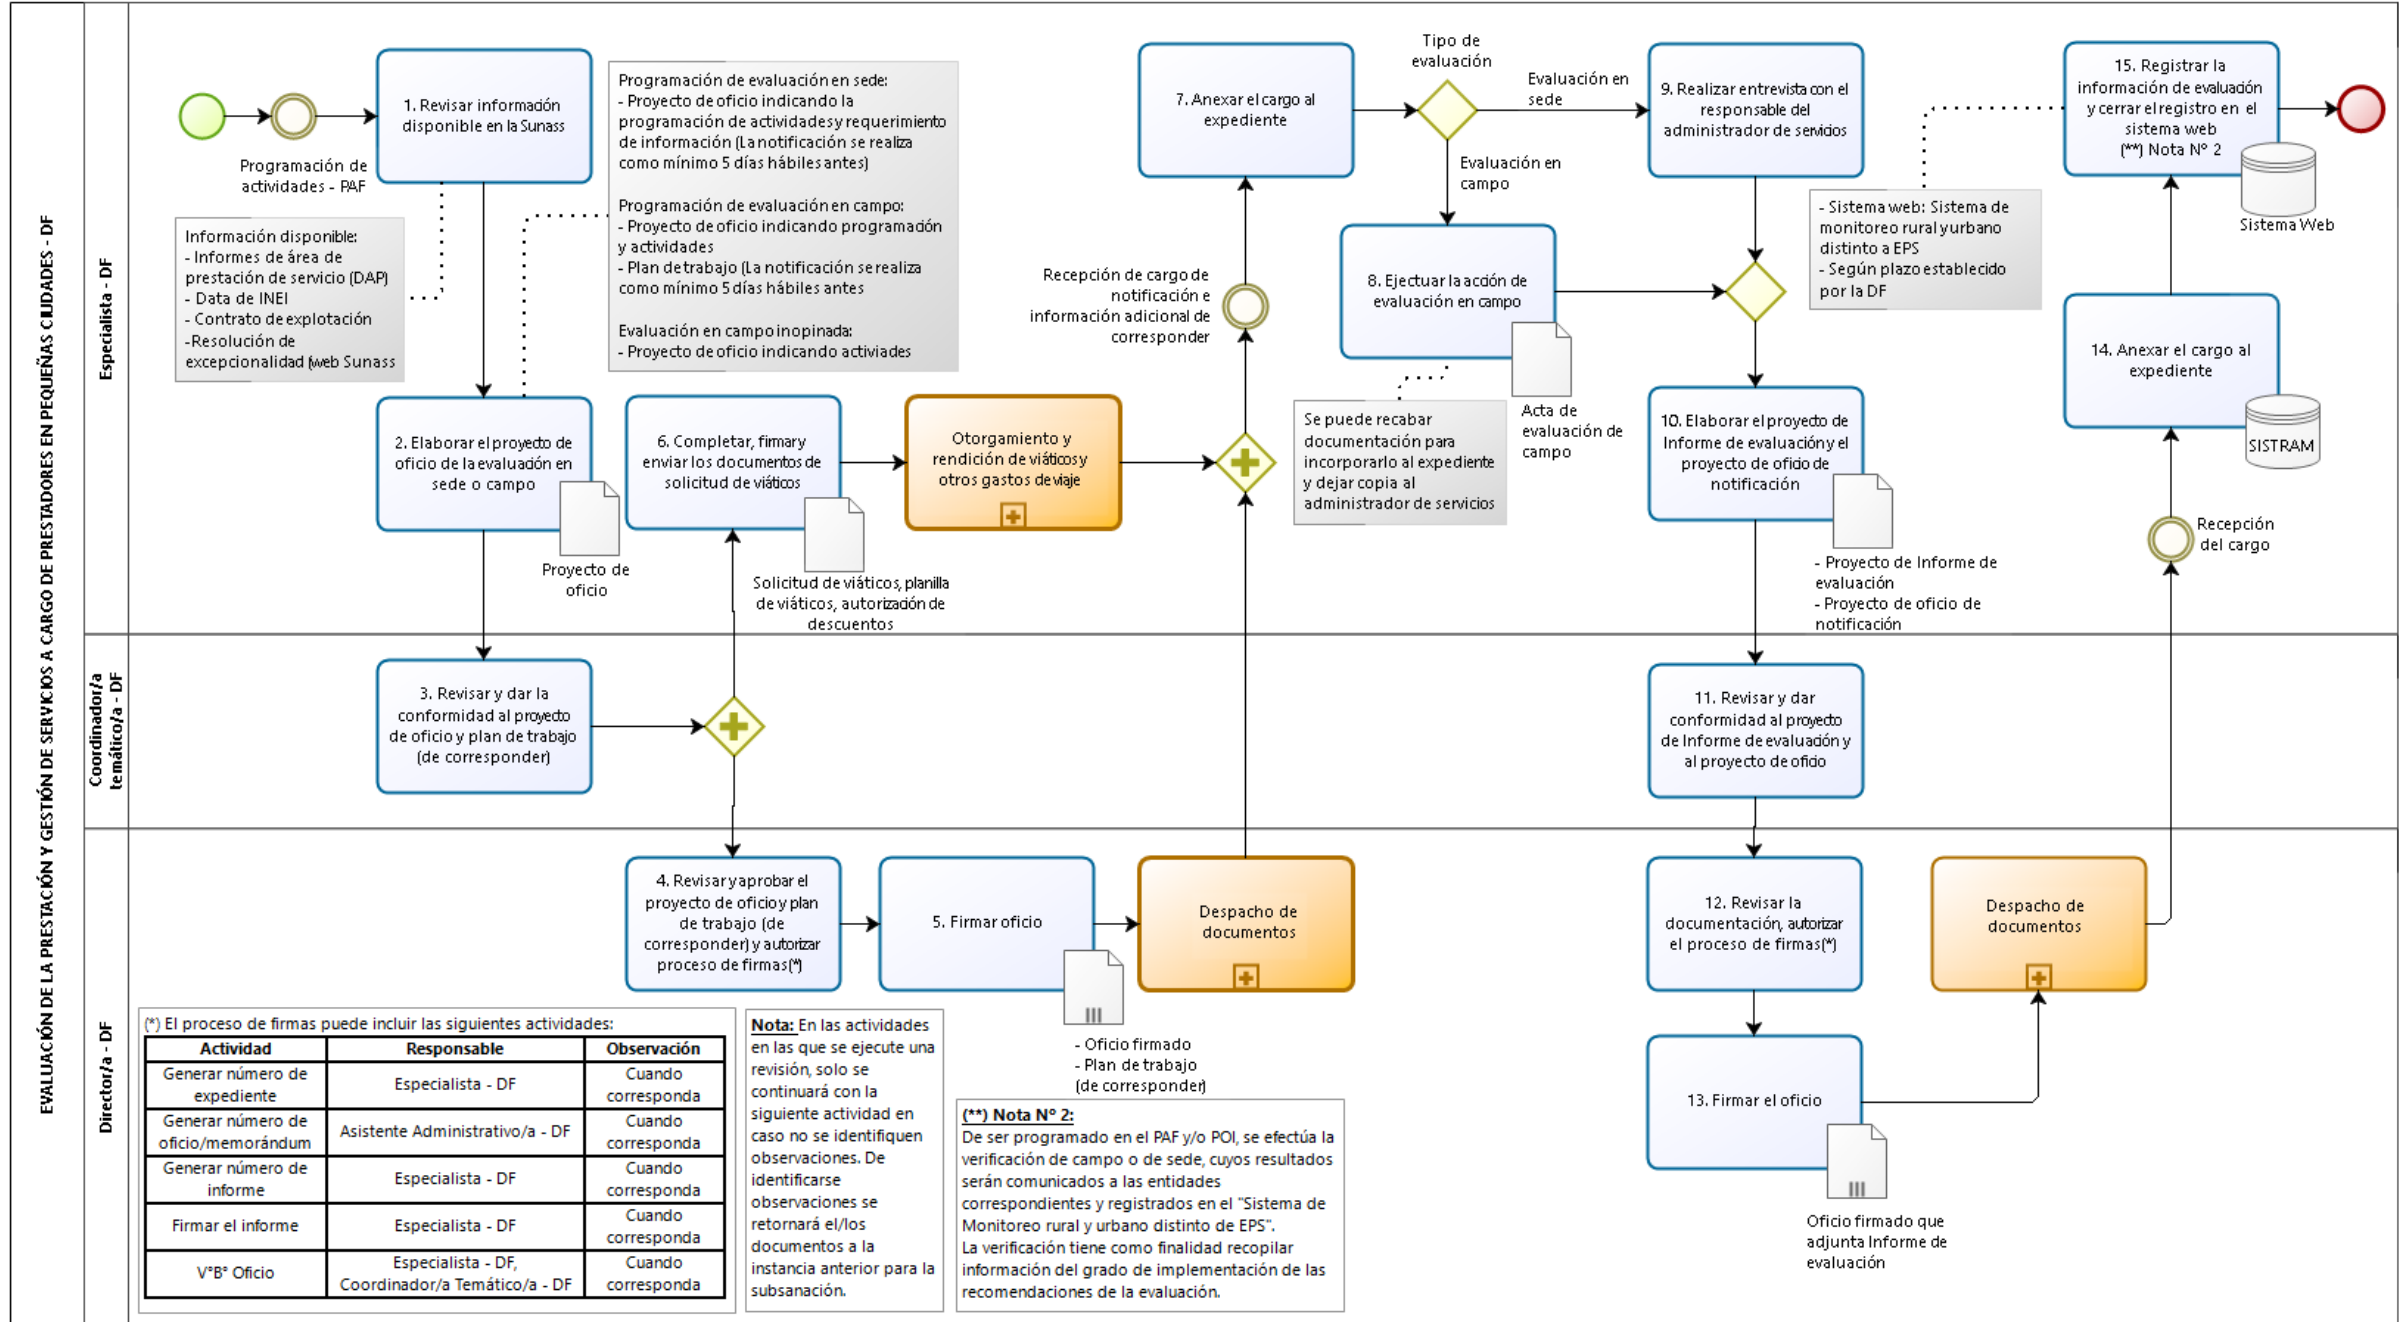 EVALUACIÓN DE LA PRESTACIÓN Y GESTIÓN DE SERVICIOS A CARGO DE PRESTADORES EN PEQUEÑAS CIUDADES - DF
Especialista - DF
Programación de
actividades - PAF
1. Revisar información
disponible en la Sunass
Información disponible:
- Informes de área de
prestación de servicio (DAP)
- Data de INEI
- Contrato de explotación
-Resolución de
excepcionalidad (web Sunass
Programación de evaluación en sede:
- Proyecto de oficio indicando la
programación de actividades y requerimiento
de información (La notificación se realiza
como mínimo 5 días hábiles antes)
Programación de evaluación en campo:
- Proyecto de oficio indicando programación
y actividades
- Plan de trabajo (La notificación se realiza
como mínimo 5 días hábiles antes
Evaluación en campo inopinada:
- Proyecto de oficio indicando activiades
2. Elaborar el proyecto de
oficio de la evaluación en
sede o campo
Proyecto de
oficio
6. Completar, firmar y
enviar los documentos de
solicitud de viáticos
Solicitud de viáticos, planilla
de viáticos, autorización de
descuentos
Otorgamiento y
rendición de viáticos y
otros gastos de viaje
Recepción de cargo de
notificación e
información adicional de
corresponder
7. Anexar el cargo al
expediente
Tipo de
evaluación
Evaluación en
sede
Evaluación en
campo
8. Ejectuar la acción de
evaluación en campo
Acta de
evaluación de
campo
Se puede recabar
documentación para
incorporarlo al expediente
y dejar copia al
administrador de servicios
9. Realizar entrevista con el
responsable del
administrador de servicios
10. Elaborar el proyecto de
Informe de evaluación y el
proyecto de oficio de
notificación
- Proyecto de Informe de
evaluación
- Proyecto de oficio de
notificación
15. Registrar la
información de evaluación
y cerrar el registro en el
sistema web
(**) Nota Nº 2
Sistema Web
- Sistema web: Sistema de
monitoreo rural y urbano
distinto a EPS
- Según plazo establecido
por la DF
14. Anexar el cargo al
expediente
SISTRAM
Recepción
del cargo
Coordinador/a
temático/a - DF
3. Revisar y dar la
conformidad al proyecto
de oficio y plan de trabajo
(de corresponder)
11. Revisar y dar
conformidad al proyecto
de Informe de evaluación y
al proyecto de oficio
Director/a - DF
4. Revisar y aprobar el
proyecto de oficio y plan
de trabajo (de
corresponder) y autorizar
proceso de firmas(*)
5. Firmar oficio
- Oficio firmado
- Plan de trabajo
(de corresponder)
Despacho de
documentos
12. Revisar la
documentación, autorizar
el proceso de firmas(*)
13. Firmar el oficio
Oficio firmado que
adjunta Informe de
evaluación
Despacho de
documentos
(*) El proceso de firmas puede incluir las siguientes actividades:
Actividad Responsable Observación
Generar número de expediente Especialista - DF Cuando corresponda
Generar número de oficio/memorándum Asistente Administrativo/a - DF Cuando corresponda
Generar número de informe Especialista - DF Cuando corresponda
Firmar el informe Especialista - DF Cuando corresponda
V°B° Oficio Especialista - DF, Coordinador/a Temático/a - DF Cuando corresponda
Nota: En las actividades
en las que se ejecute una
revisión, solo se
continuará con la
siguiente actividad en
caso no se identifiquen
observaciones. De
identificarse
observaciones se
retornará el/los
documentos a la
instancia anterior para la
subsanación.
(**) Nota Nº 2:
De ser programado en el PAF y/o POI, se efectúa la
verificación de campo o de sede, cuyos resultados
serán comunicados a las entidades
correspondientes y registrados en el "Sistema de
Monitoreo rural y urbano distinto de EPS".
La verificación tiene como finalidad recopilar
información del grado de implementación de las
recomendaciones de la evaluación.